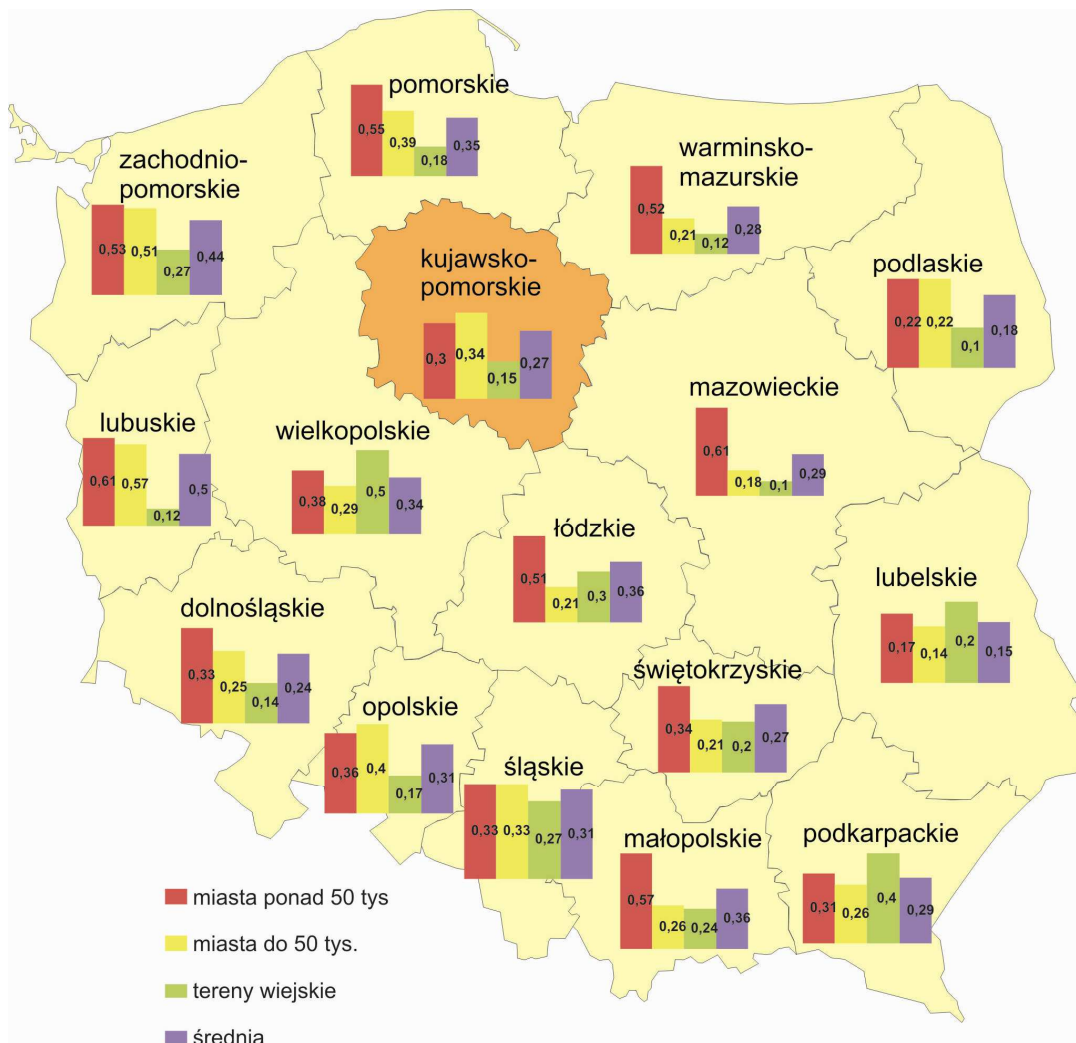 pomorskie
0,55
0,39
0,18
0,35
zachodnio-
pomorskie
0,53
0,51
0,27
0,44
warminsko-
mazurskie
0,52
0,21
0,12
0,28
kujawsko-
pomorskie
0,3
0,34
0,15
0,27
podlaskie
0,22
0,22
0,1
0,18
mazowieckie
0,61
0,18
0,1
0,29
lubuskie
0,61
0,57
0,12
0,5
wielkopolskie
0,38
0,29
0,5
0,34
łódzkie
0,51
0,21
0,3
0,36
lubelskie
0,17
0,14
0,2
0,15
dolnośląskie
0,33
0,25
0,14
0,24
świętokrzyskie
0,34
0,21
0,2
0,27
opolskie
0,36
0,4
0,17
0,31
śląskie
0,33
0,33
0,27
0,31
małopolskie
0,57
0,26
0,24
0,36
podkarpackie
0,31
0,26
0,4
0,29
miasta ponad 50 tys
miasta do 50 tys.
tereny wiejskie
średnia